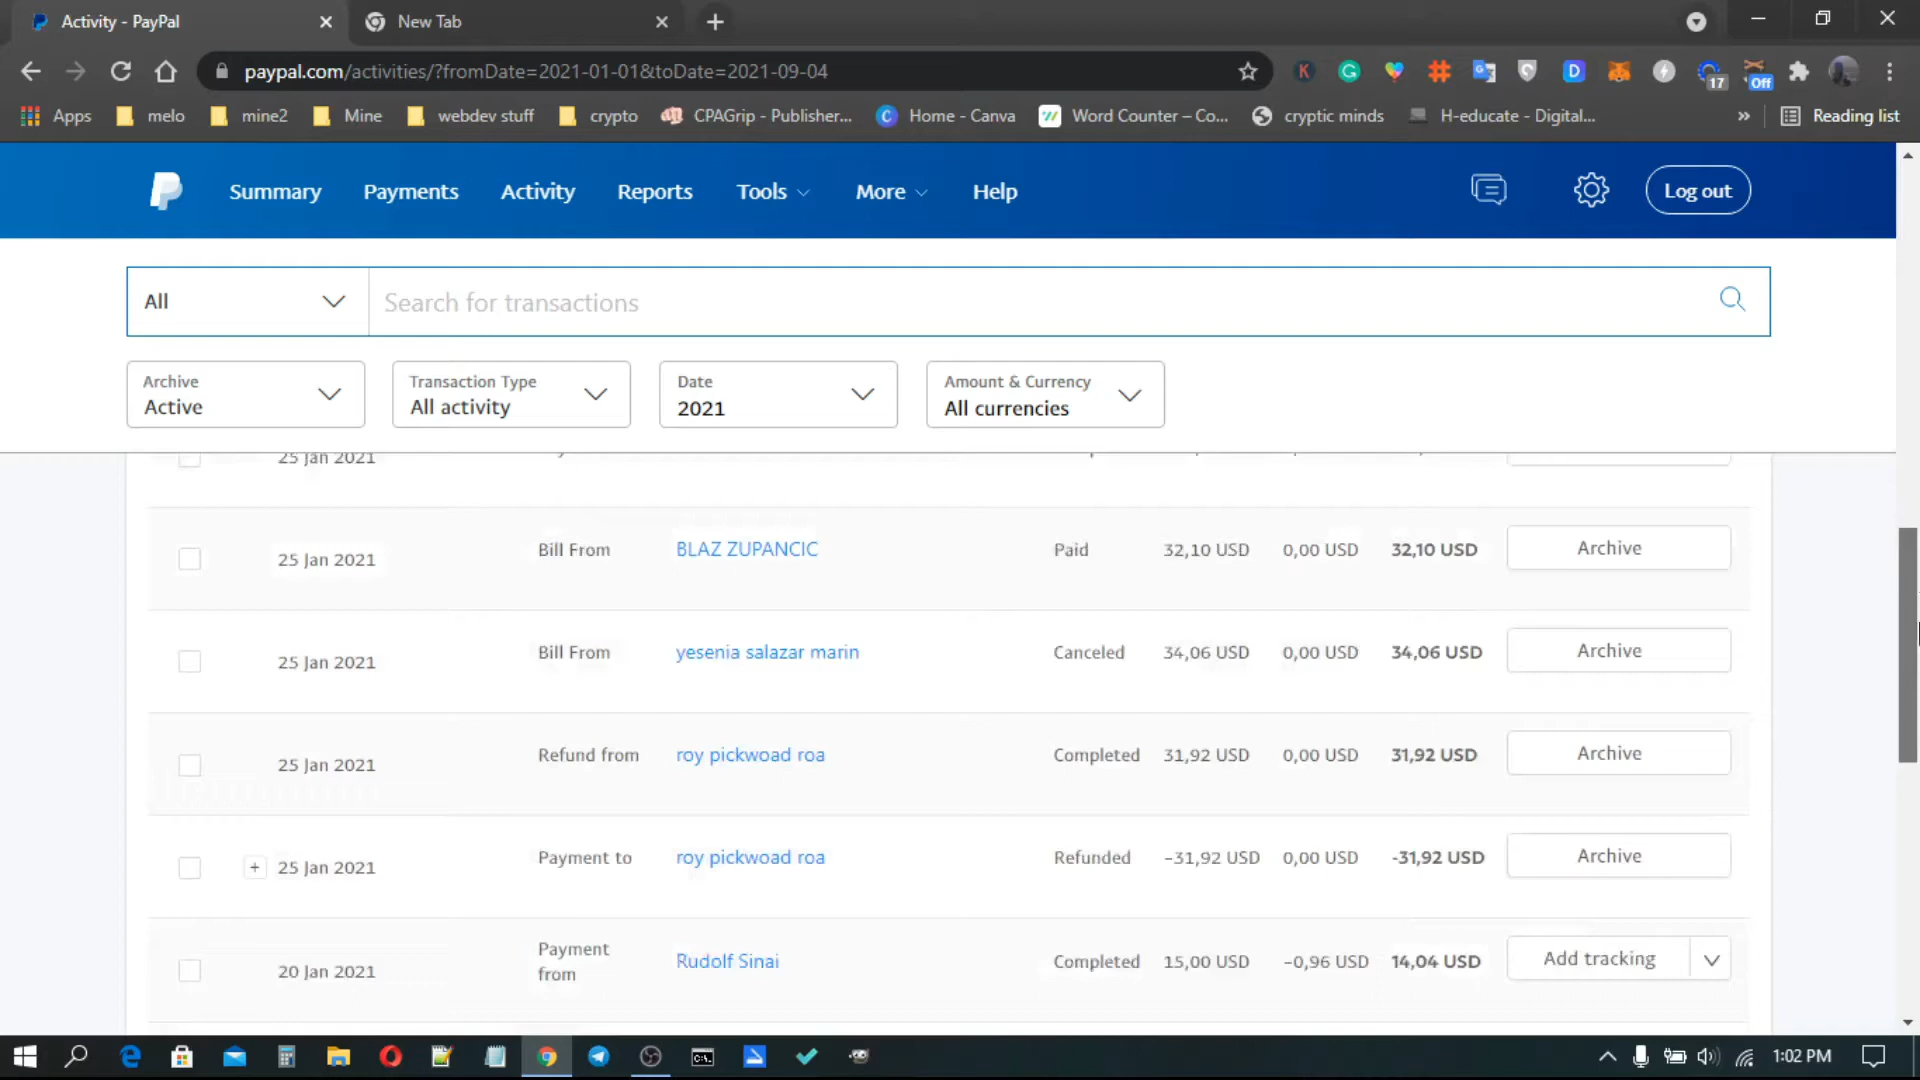 Activity - PayPal
New Tab
paypal.com/activities/?fromDate=2021-01-01&toDate=2021-09-04
17
Off
Apps melo mine2 Mine webdev stuff crypto CPAGrip - Publisher... Home - Canva Word Counter – Co... cryptic minds H-educate - Digital... » Reading list
Summary Payments Activity Reports Tools More Help Log out
All Search for transactions
Archive Transaction Type Date Amount & Currency
Active All activity 2021 All currencies
25 Jan 2021
25 Jan 2021 Bill From BLAZ ZUPANCIC Paid 32,10 USD 0,00 USD 32,10 USD Archive
25 Jan 2021 Bill From yesenia salazar marin Canceled 34,06 USD 0,00 USD 34,06 USD Archive
25 Jan 2021 Refund from roy pickwoad roa Completed 31,92 USD 0,00 USD 31,92 USD Archive
+ 25 Jan 2021 Payment to roy pickwoad roa Refunded -31,92 USD 0,00 USD -31,92 USD Archive
20 Jan 2021 Payment from Rudolf Sinai Completed 15,00 USD -0,96 USD 14,04 USD Add tracking
1:02 PM